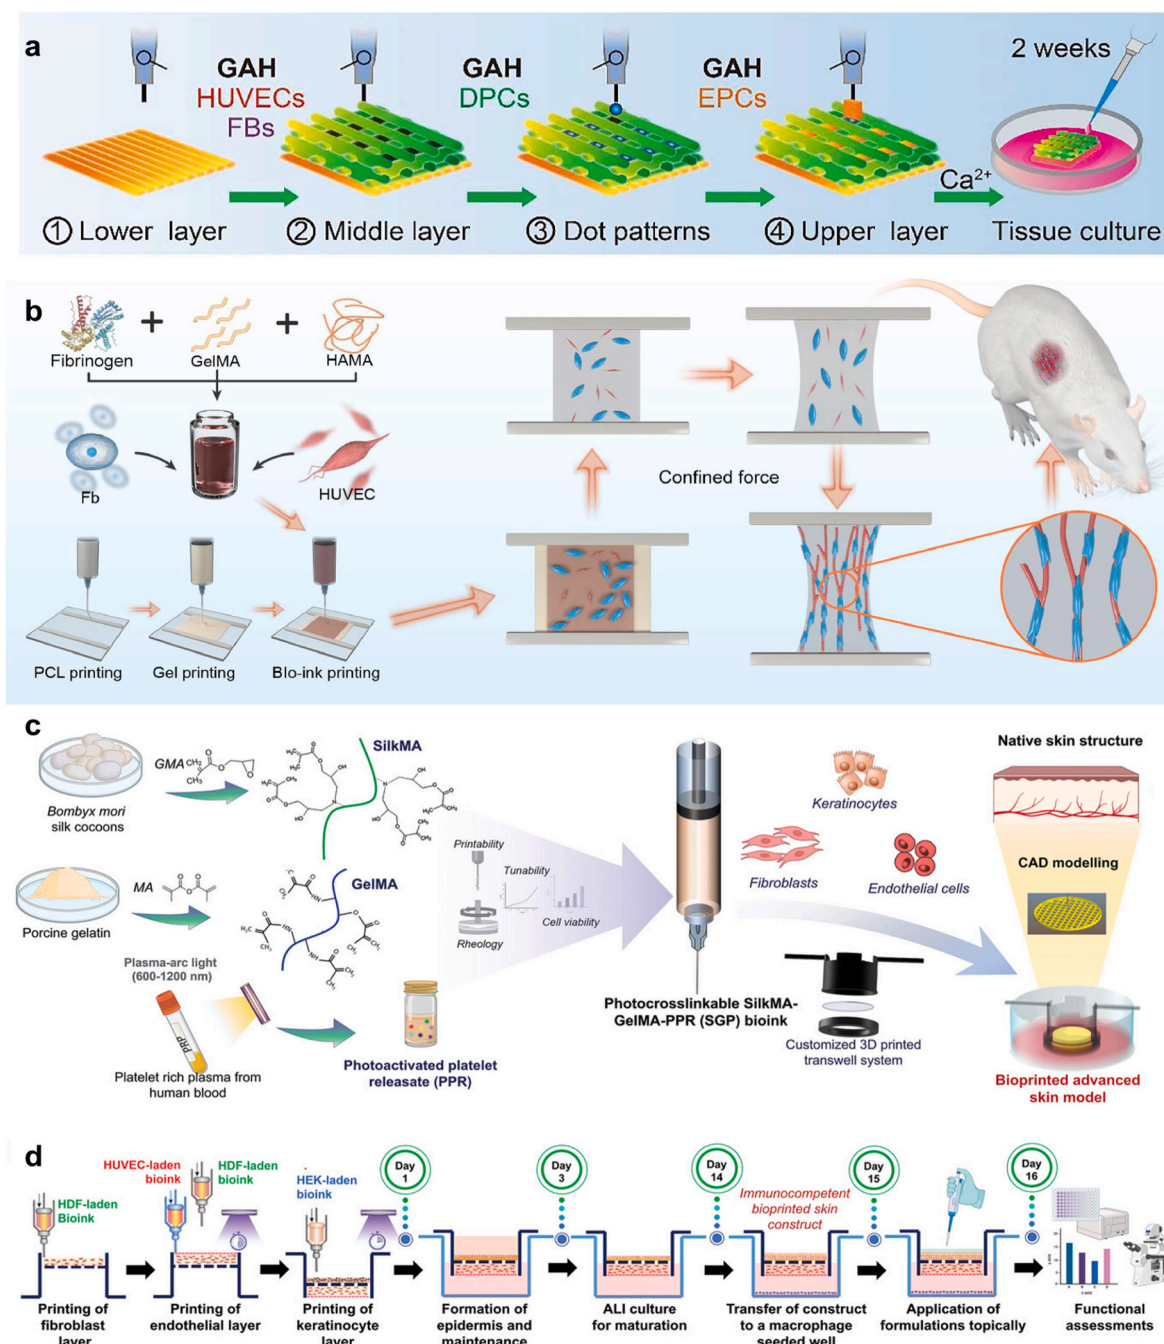 a
GAH
HUVECs
FBs
GAH
DPCs
GAH
EPCs
2 weeks
Ca2+
① Lower layer
② Middle layer
③ Dot patterns
④ Upper layer
Tissue culture
b
Fibrinogen
+
GelMA
+
HAMA
Fb
HUVEC
PCL printing
Gel printing
BIo-ink printing
Confined force
c
Bombyx mori
silk cocoons
GMA
SilkMA
Porcine gelatin
MA
GelMA
Plasma-arc light
(600-1200 nm)
PRP
Platelet rich plasma from
human blood
Photoactivated platelet
releasate (PPR)
Printability
Tunability
Cell viability
Rheology
Photocrosslinkable SilkMA-
GelMA-PPR (SGP) bioink
Keratinocytes
Fibroblasts
Endothelial cells
Customized 3D printed
transwell system
Native skin structure
CAD modelling
Bioprinted advanced
skin model
d
HDF-laden
Bioink
HUVEC-laden
bioink
HDF-laden
bioink
HEK-laden
bioink
Day
1
Day
3
Day
14
Day
15
Day
16
Immunocompetent
bioprinted skin
construct
Printing of
fibroblast
layer
Printing of
endothelial layer
Printing of
keratinocyte
layer
Formation of
epidermis and
maintenance
ALI culture
for maturation
Transfer of construct
to a macrophage
seeded well
Application of
formulations topically
Functional
assessments